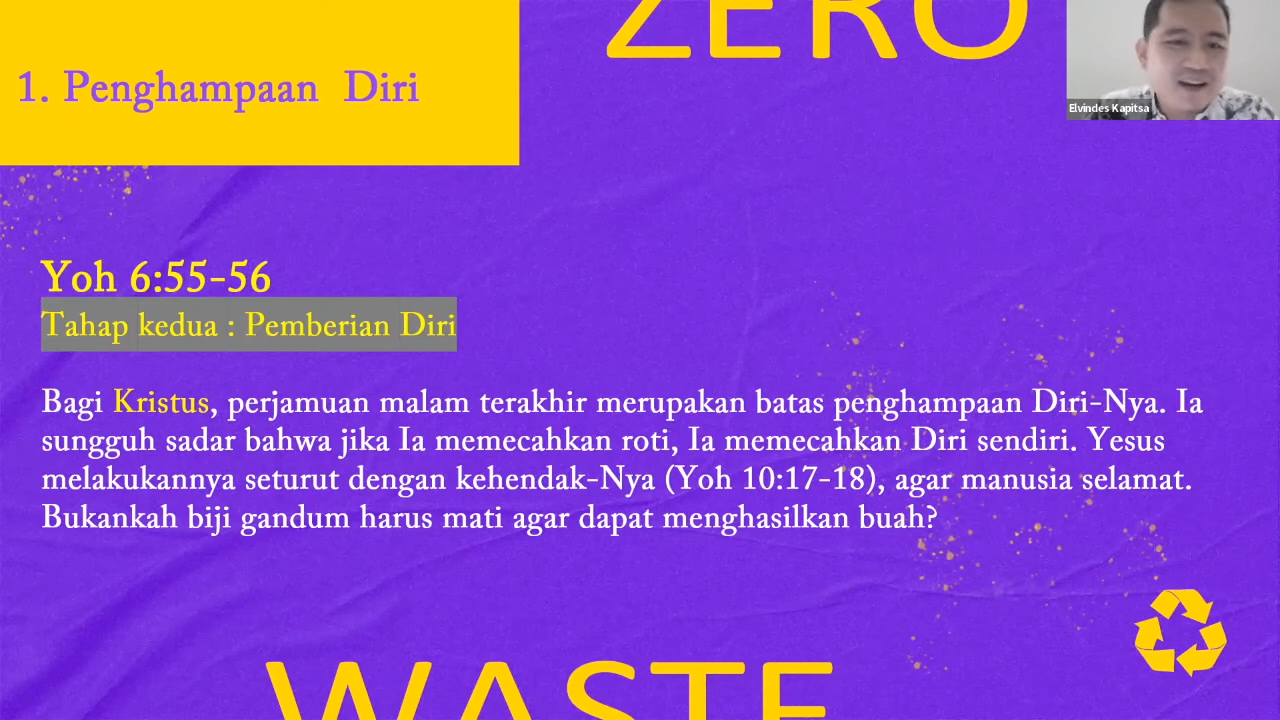 ZERO
1. Penghampaan Diri
Elvindes Kapitsa
Yoh 6:55-56
Tahap kedua : Pemberian Diri
Bagi Kristus, perjamuan malam terakhir merupakan batas penghampaan Diri-Nya. Ia
sungguh sadar bahwa jika Ia memecahkan roti, Ia memecahkan Diri sendiri. Yesus
melakukannya seturut dengan kehendak-Nya (Yoh 10:17-18), agar manusia selamat.
Bukankah biji gandum harus mati agar dapat menghasilkan buah?
WASTE